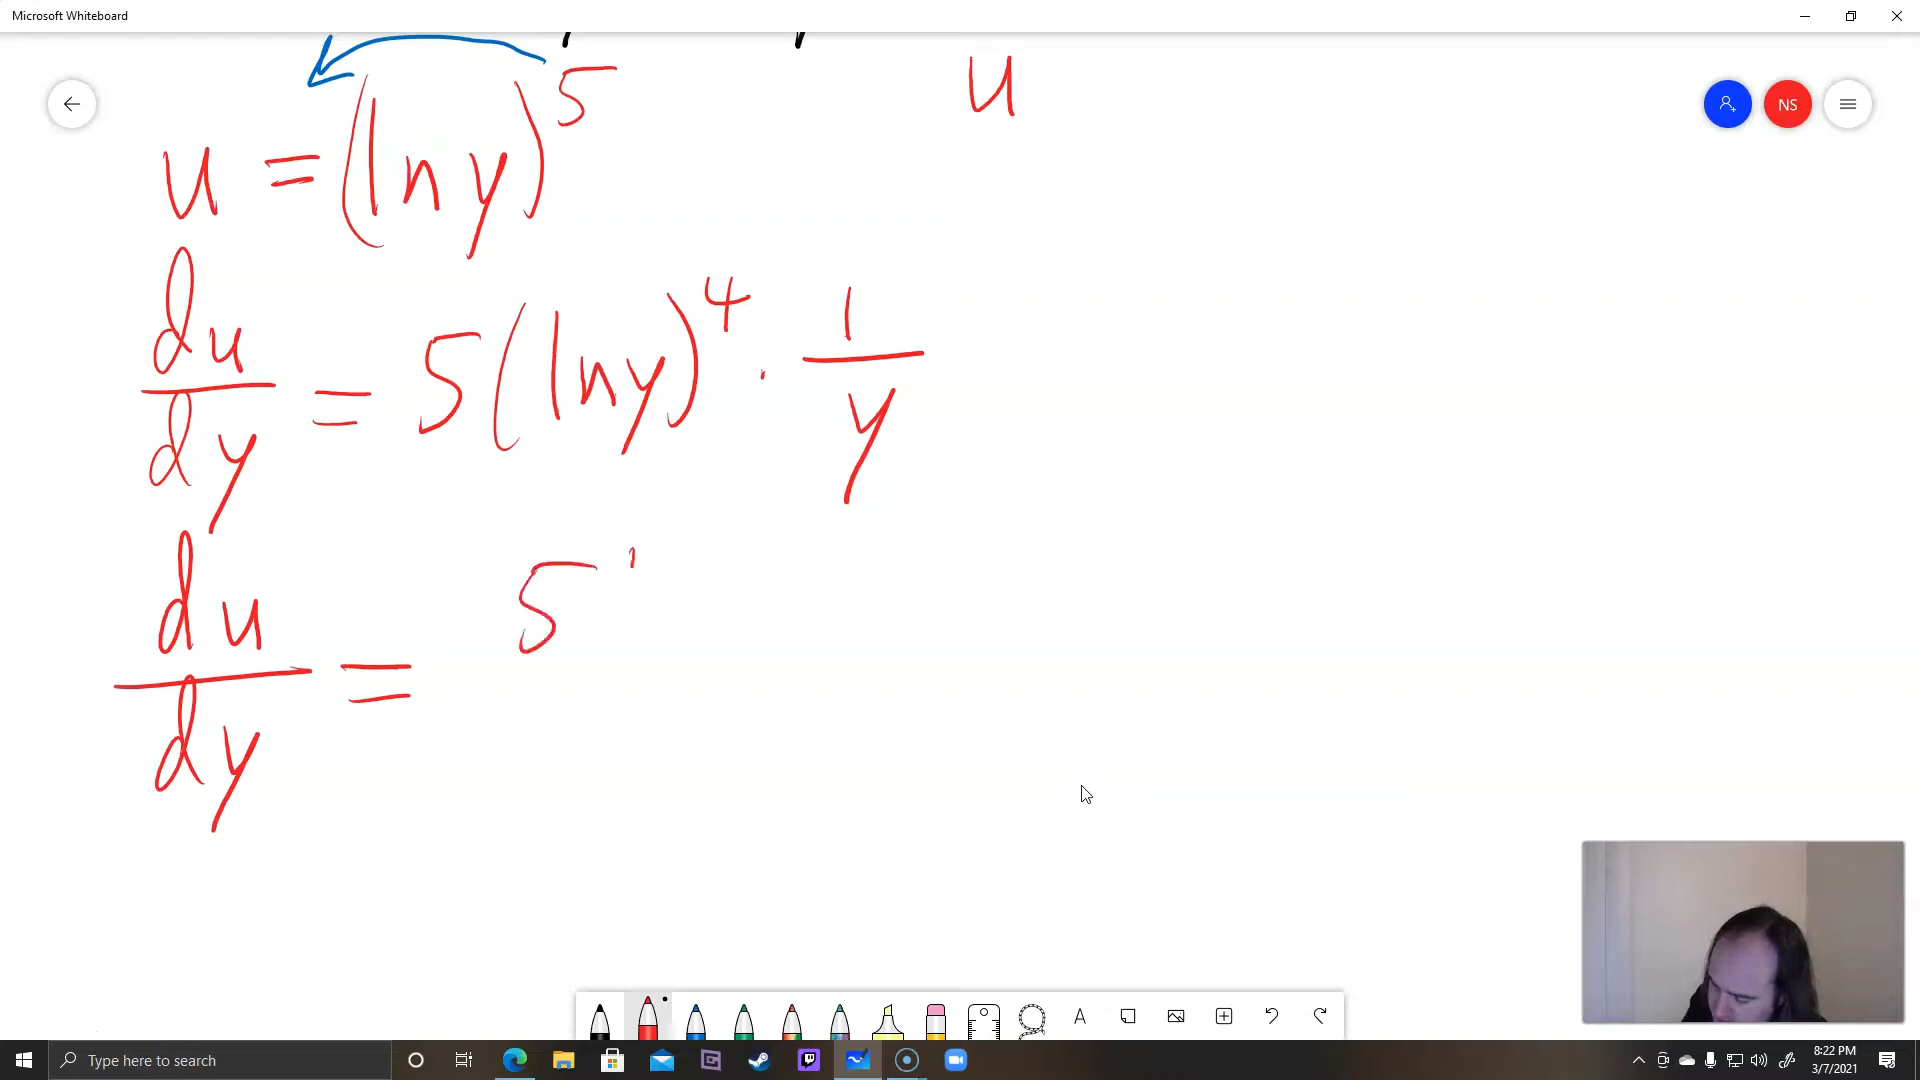 Microsoft Whiteboard
u
u = (ln y)^5
NS
du/dy = 5(ln y)^4 · 1/y
du/dy = 5
A
Type here to search
8:22 PM
3/7/2021